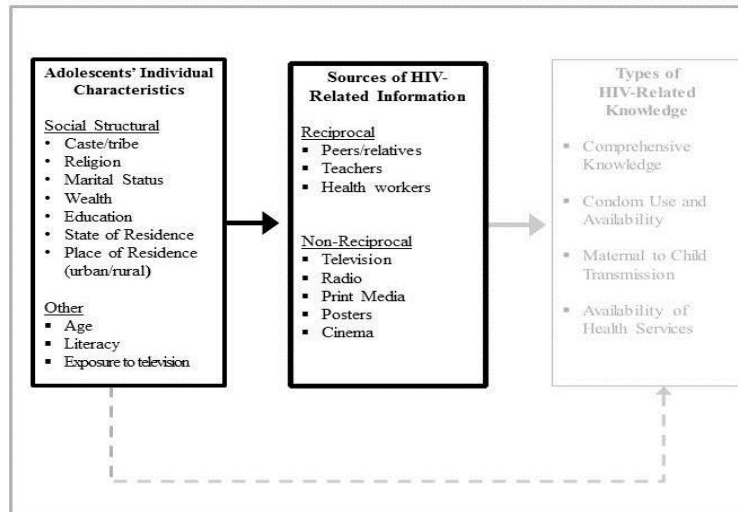 Adolescents' Individual
Characteristics
Social Structural
• Caste/tribe
• Religion
• Marital Status
• Wealth
• Education
• State of Residence
• Place of Residence
(urban/rural)
Other
▪ Age
▪ Literacy
▪ Exposure to television
Sources of HIV-
Related Information
Reciprocal
▪ Peers/relatives
▪ Teachers
▪ Health workers
Non-Reciprocal
▪ Television
▪ Radio
▪ Print Media
▪ Posters
▪ Cinema
Types of
HIV-Related
Knowledge
▪ Comprehensive
Knowledge
▪ Condom Use and
Availability
▪ Maternal to Child
Transmission
▪ Availability of
Health Services